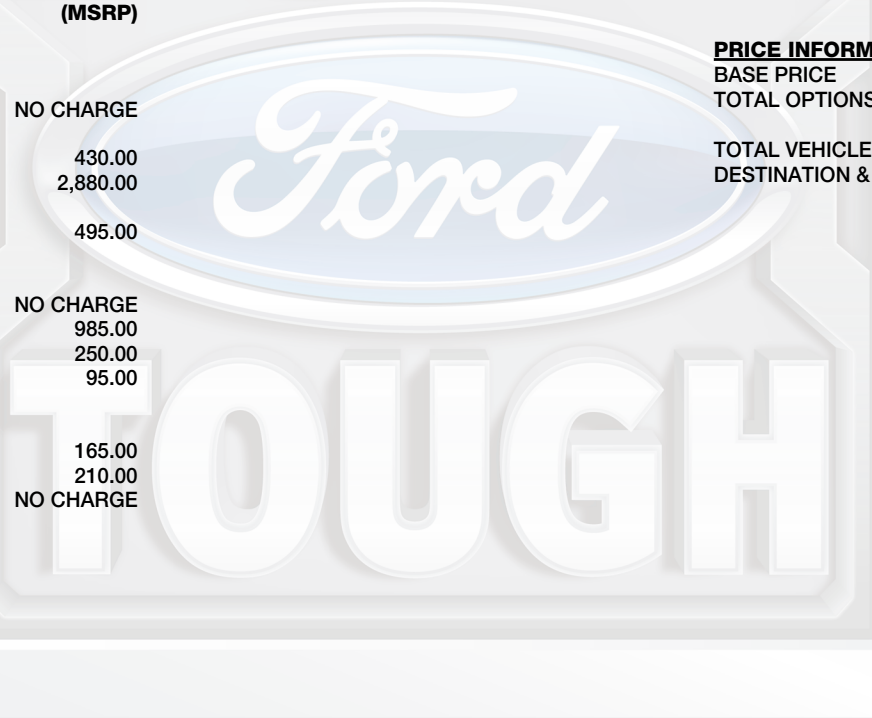 (MSRP)
NO CHARGE
430.00
2,880.00
495.00
NO CHARGE
985.00
250.00
95.00
165.00
210.00
NO CHARGE
PRICE INFORM
BASE PRICE
TOTAL OPTIONS
TOTAL VEHICLE
DESTINATION &
Ford
TOUGH